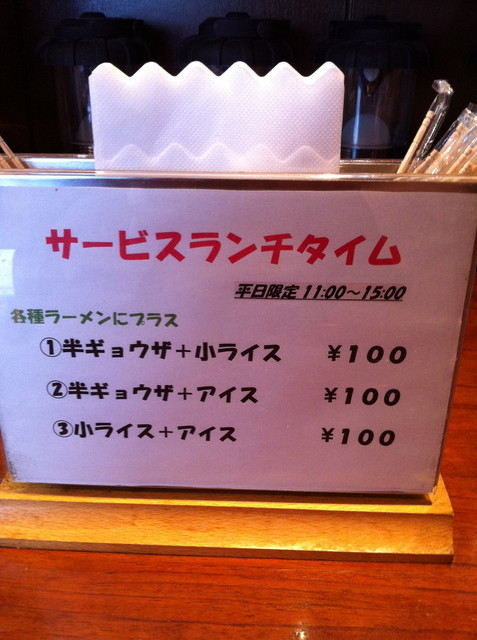 サービスランチタイム
平日限定 11:00～15:00
各種ラーメンにプラス
①半ギョウザ＋小ライス ￥100
②半ギョウザ＋アイス ￥100
③小ライス＋アイス ￥100